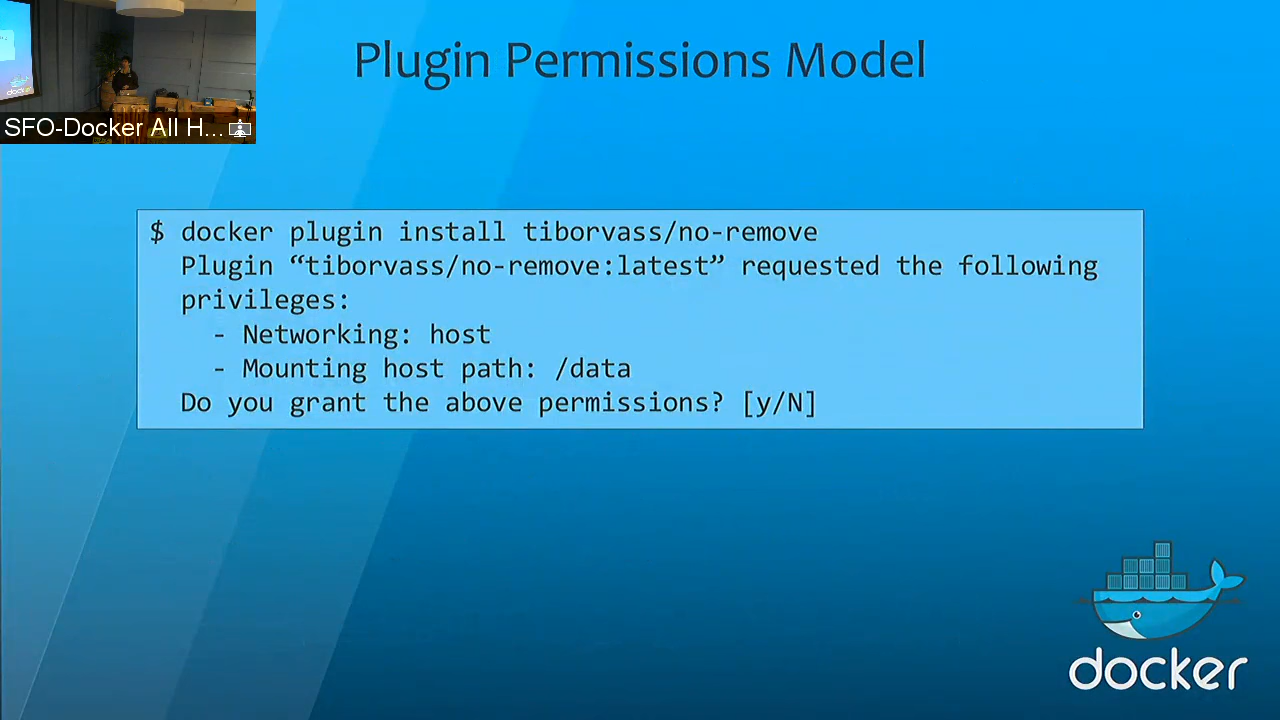 Plugin Permissions Model
SFO-Docker All H...
$ docker plugin install tiborvass/no-remove
Plugin “tiborvass/no-remove:latest” requested the following
privileges:
- Networking: host
- Mounting host path: /data
Do you grant the above permissions? [y/N]
docker